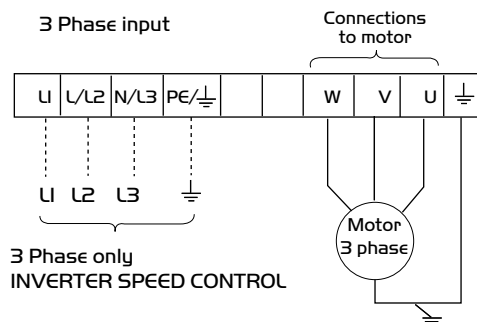 3 Phase input
Connections
to motor
L1 L/L2 N/L3 PE/⏚ W V U ⏚
L1 L2 L3 ⏚
Motor
3 phase
3 Phase only
INVERTER SPEED CONTROL